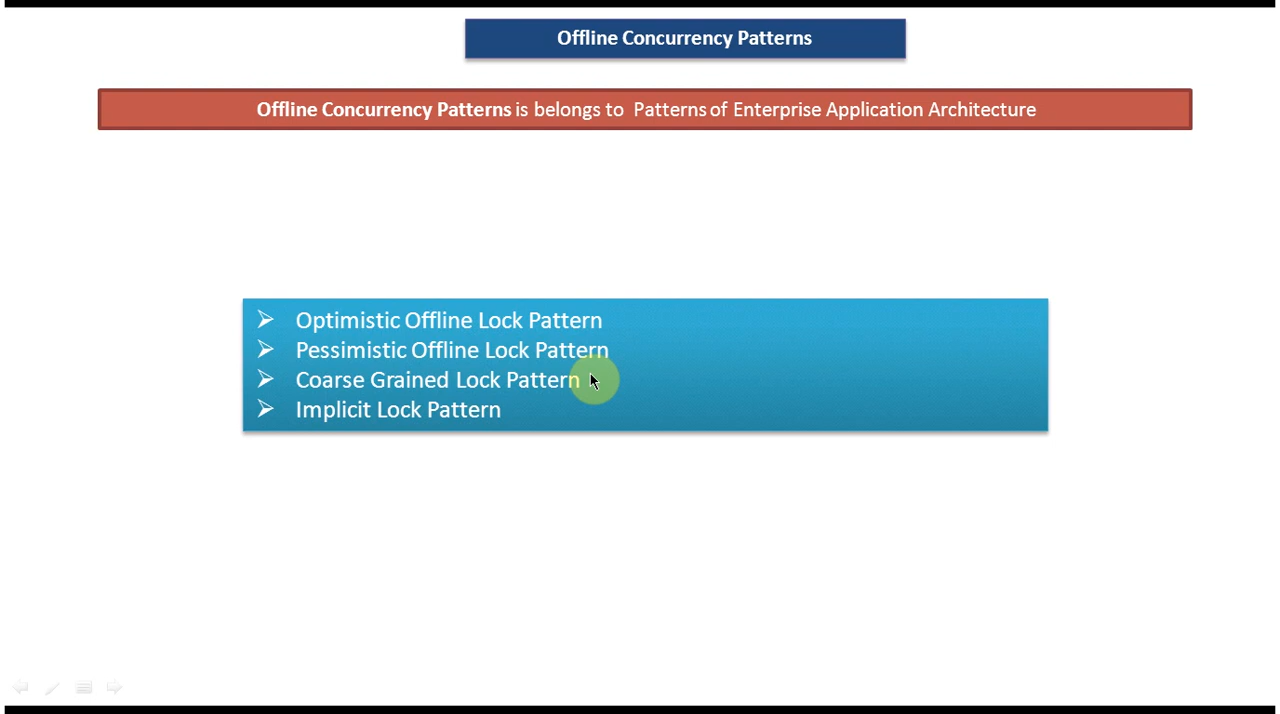 Offline Concurrency Patterns
Offline Concurrency Patterns is belongs to Patterns of Enterprise Application Architecture
Optimistic Offline Lock Pattern
Pessimistic Offline Lock Pattern
Coarse Grained Lock Pattern
Implicit Lock Pattern